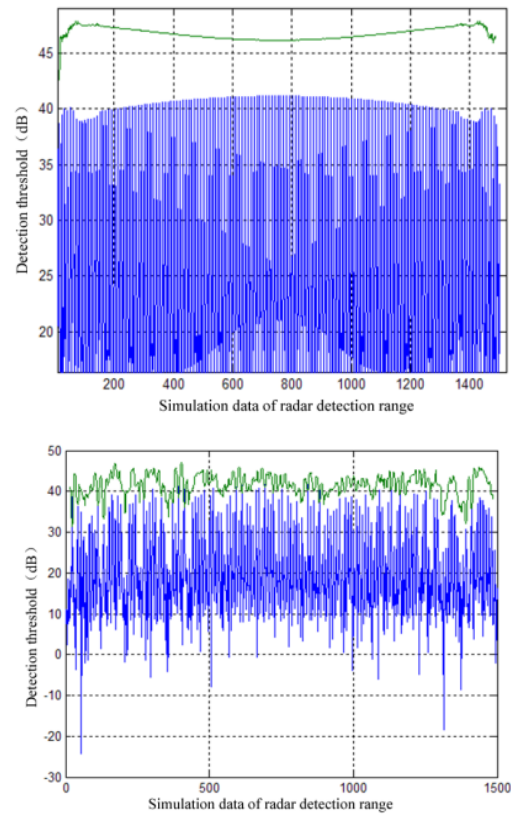 45
40
35
30
25
20
Detection threshold（dB）
200 400 600 800 1000 1200 1400
Simulation data of radar detection range
50
40
30
20
10
0
-10
-20
-30
Detection threshold（dB）
0 500 1000 1500
Simulation data of radar detection range